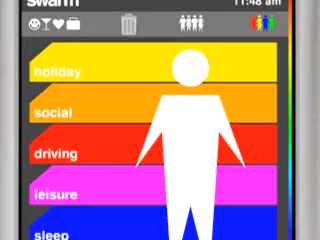 swarm
11:48 am
holiday
social
driving
leisure
sleep